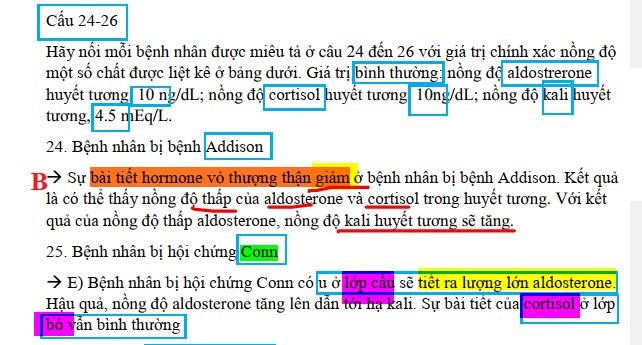 Cấu 24-26
Hãy nối mỗi bệnh nhân được miêu tả ở câu 24 đến 26 với giá trị chính xác nồng độ
một số chất được liệt kê ở bảng dưới. Giá trị bình thường: nồng độ aldostrerone
huyết tương 10 ng/dL; nồng độ cortisol huyết tương 10ng/dL; nồng độ kali huyết
tương, 4.5 mEq/L.
24. Bệnh nhân bị bệnh Addison
B→ Sự bài tiết hormone vỏ thượng thận giảm ở bệnh nhân bị bệnh Addison. Kết quả
là có thể thấy nồng độ thấp của aldosterone và cortisol trong huyết tương. Với kết
quả của nồng độ thấp aldosterone, nồng độ kali huyết tương sẽ tăng.
25. Bệnh nhân bị hội chứng Conn
→ E) Bệnh nhân bị hội chứng Conn có u ở lớp cầu sẽ tiết ra lượng lớn aldosterone.
Hậu quả, nồng độ aldosterone tăng lên dẫn tới hạ kali. Sự bài tiết của cortisol ở lớp
bó vẫn bình thường